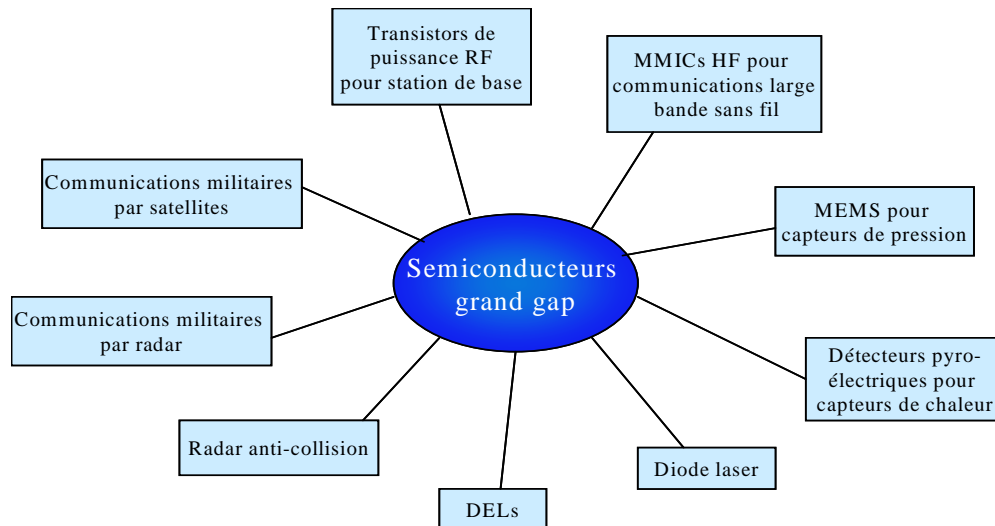 Transistors de
puissance RF
pour station de base
MMICs HF pour
communications large
bande sans fil
Communications militaires
par satellites
MEMS pour
capteurs de pression
Semiconducteurs
grand gap
Communications militaires
par radar
Détecteurs pyro-
électriques pour
capteurs de chaleur
Radar anti-collision
Diode laser
DELs